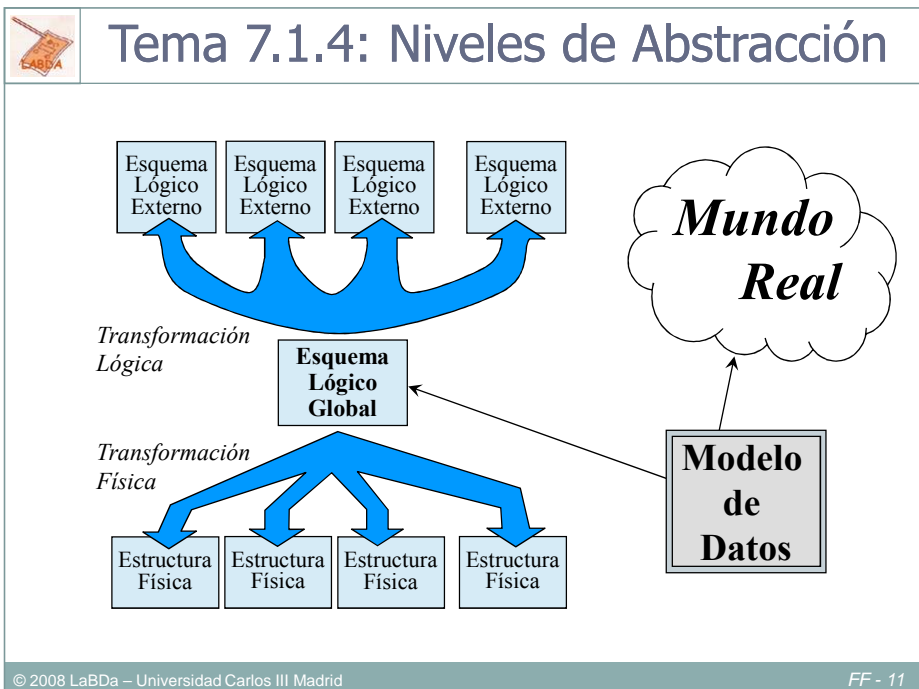 LABDA
Tema 7.1.4: Niveles de Abstracción
Esquema
Lógico
Externo
Esquema
Lógico
Externo
Esquema
Lógico
Externo
Esquema
Lógico
Externo
Mundo
Real
Transformación
Lógica
Esquema
Lógico
Global
Transformación
Física
Modelo
de
Datos
Estructura
Física
Estructura
Física
Estructura
Física
Estructura
Física
© 2008 LaBDa – Universidad Carlos III Madrid
FF - 11